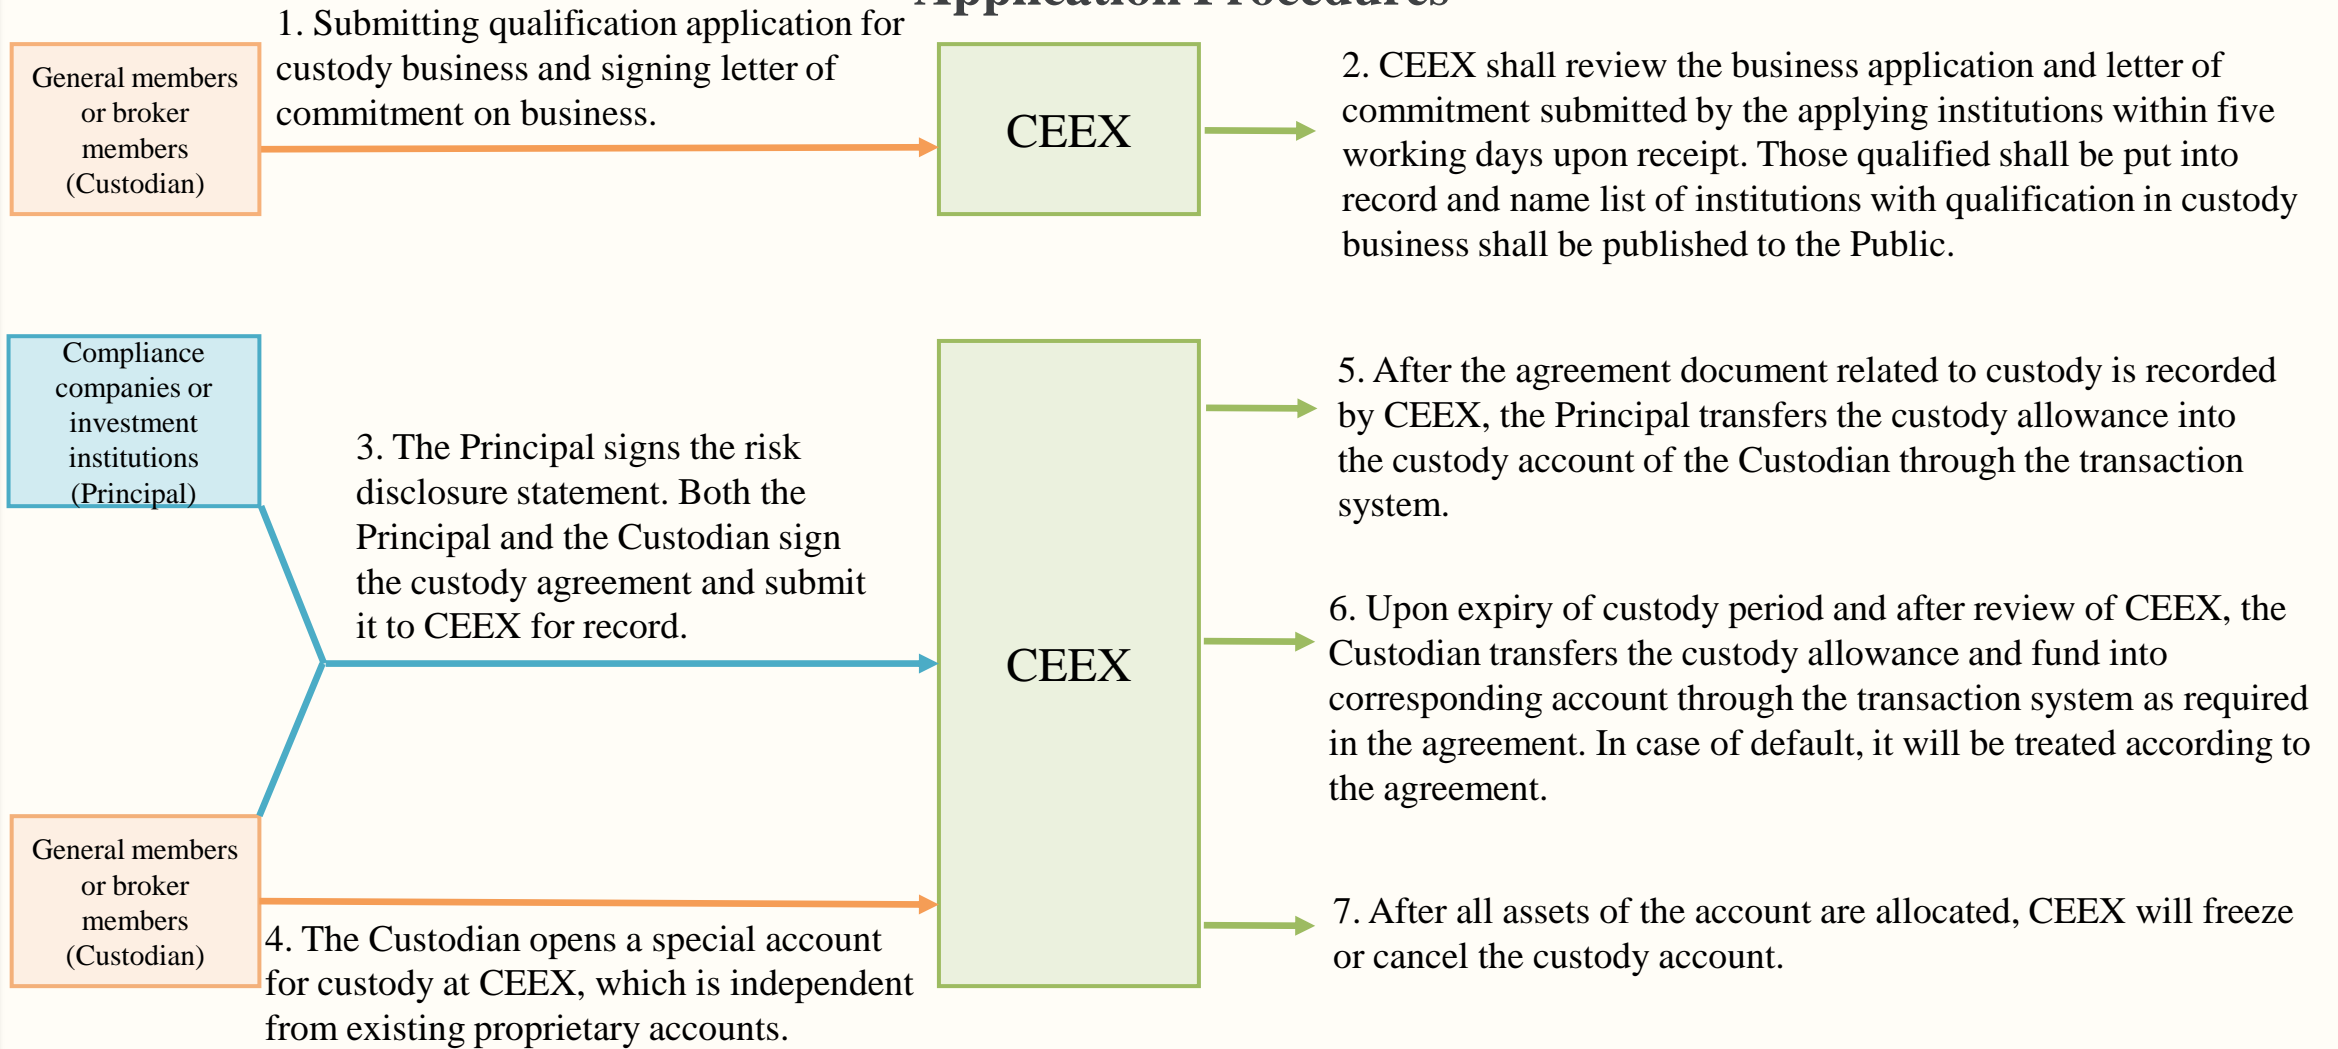 Application Procedures
1. Submitting qualification application for
custody business and signing letter of
commitment on business.
General members
or broker
members
(Custodian)
CEEX
2. CEEX shall review the business application and letter of
commitment submitted by the applying institutions within five
working days upon receipt. Those qualified shall be put into
record and name list of institutions with qualification in custody
business shall be published to the Public.
Compliance
companies or
investment
institutions
(Principal)
3. The Principal signs the risk
disclosure statement. Both the
Principal and the Custodian sign
the custody agreement and submit
it to CEEX for record.
General members
or broker
members
(Custodian)
4. The Custodian opens a special account
for custody at CEEX, which is independent
from existing proprietary accounts.
CEEX
5. After the agreement document related to custody is recorded
by CEEX, the Principal transfers the custody allowance into
the custody account of the Custodian through the transaction
system.
6. Upon expiry of custody period and after review of CEEX, the
Custodian transfers the custody allowance and fund into
corresponding account through the transaction system as required
in the agreement. In case of default, it will be treated according to
the agreement.
7. After all assets of the account are allocated, CEEX will freeze
or cancel the custody account.